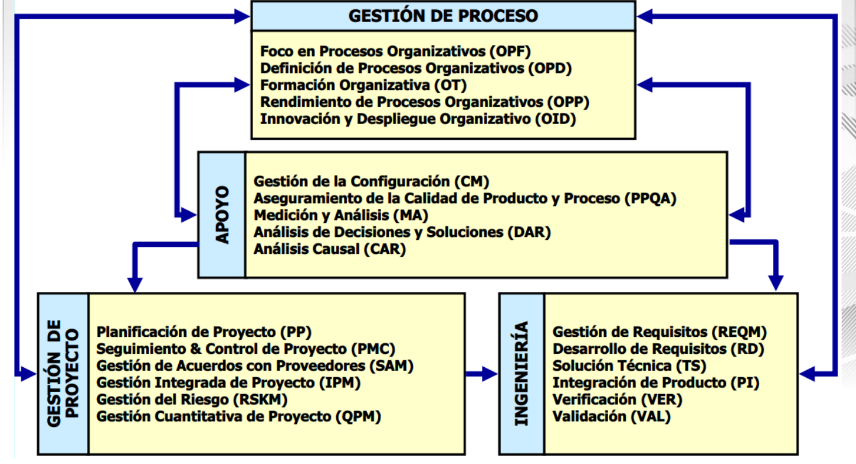 GESTIÓN DE PROCESO
Foco en Procesos Organizativos (OPF)
Definición de Procesos Organizativos (OPD)
Formación Organizativa (OT)
Rendimiento de Procesos Organizativos (OPP)
Innovación y Despliegue Organizativo (OID)
APOYO
Gestión de la Configuración (CM)
Aseguramiento de la Calidad de Producto y Proceso (PPQA)
Medición y Análisis (MA)
Análisis de Decisiones y Soluciones (DAR)
Análisis Causal (CAR)
GESTIÓN DE
PROYECTO
Planificación de Proyecto (PP)
Seguimiento & Control de Proyecto (PMC)
Gestión de Acuerdos con Proveedores (SAM)
Gestión Integrada de Proyecto (IPM)
Gestión del Riesgo (RSKM)
Gestión Cuantitativa de Proyecto (QPM)
INGENIERÍA
Gestión de Requisitos (REQM)
Desarrollo de Requisitos (RD)
Solución Técnica (TS)
Integración de Producto (PI)
Verificación (VER)
Validación (VAL)